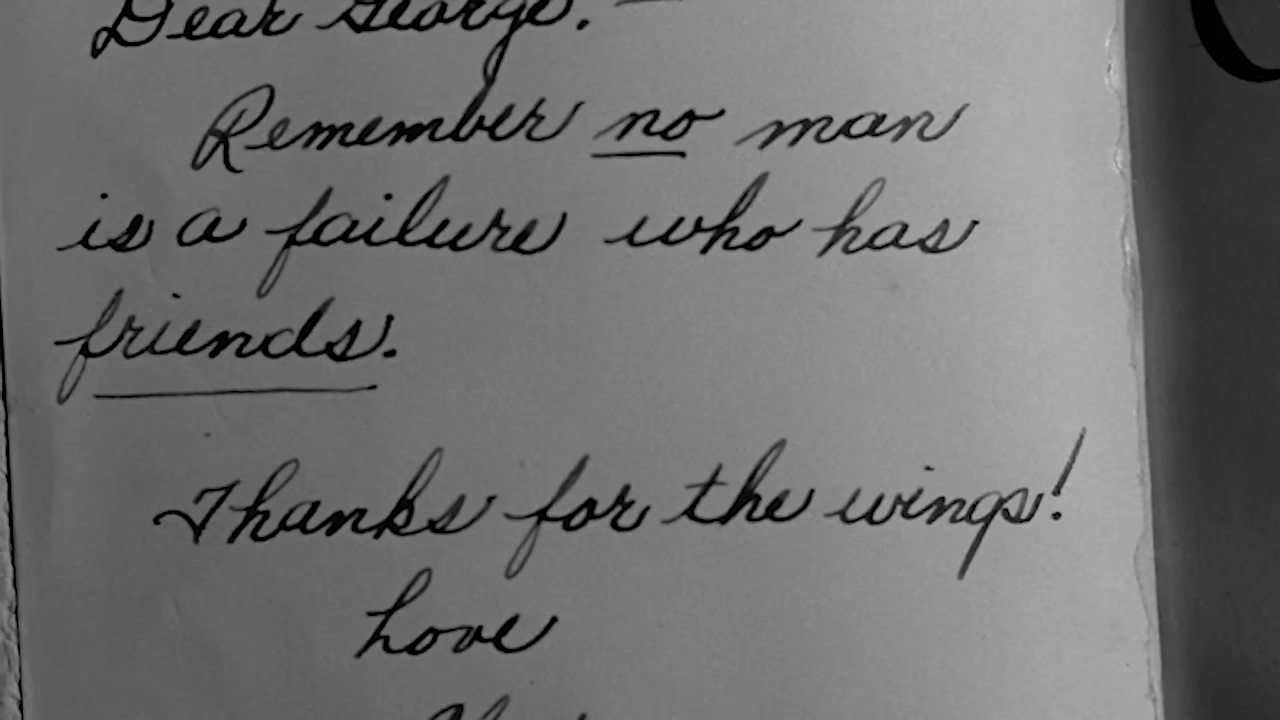 Dear George. —
Remember no man
is a failure who has
friends.
Thanks for the wings!
Love